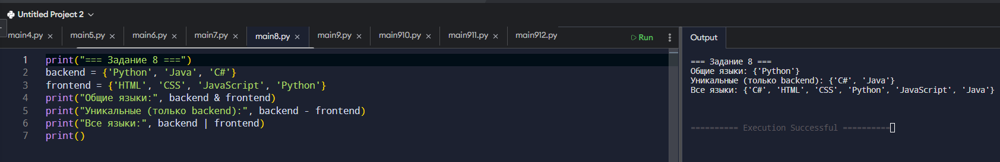 Untitled Project 2
main4.py × main5.py × main6.py × main7.py × main8.py × main9.py × main910.py × main911.py × main912.py Run Output
1 print("=== Задание 8 ===")
2 backend = {'Python', 'Java', 'C#'}
3 frontend = {'HTML', 'CSS', 'JavaScript', 'Python'}
4 print("Общие языки:", backend & frontend)
5 print("Уникальные (только backend):", backend - frontend)
6 print("Все языки:", backend | frontend)
7 print()
=== Задание 8 ===
Общие языки: {'Python'}
Уникальные (только backend): {'C#', 'Java'}
Все языки: {'C#', 'HTML', 'CSS', 'Python', 'JavaScript', 'Java'}
========== Execution Successful ==========